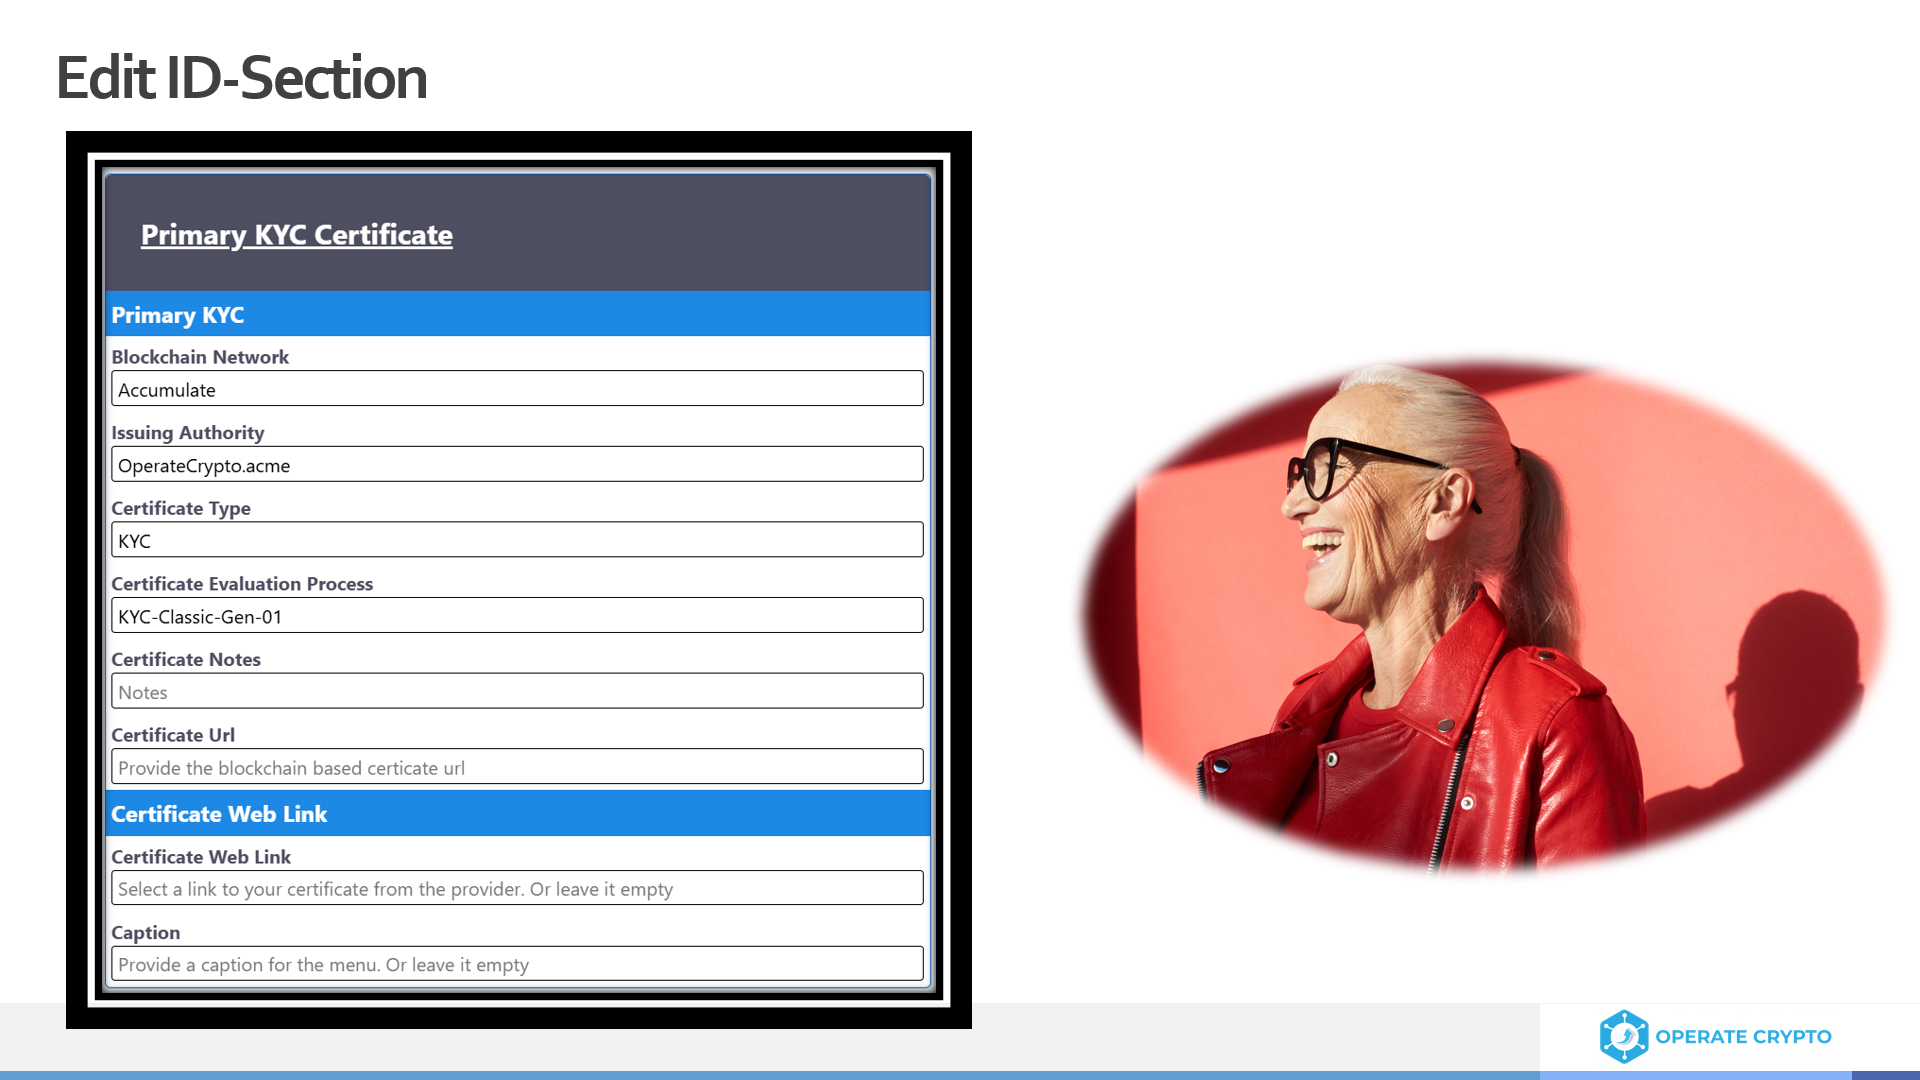 Edit ID-Section
Primary KYC Certificate
Primary KYC
Blockchain Network
Accumulate
Issuing Authority
OperateCrypto.acme
Certificate Type
KYC
Certificate Evaluation Process
KYC-Classic-Gen-01
Certificate Notes
Notes
Certificate Url
Provide the blockchain based certicate url
Certificate Web Link
Certificate Web Link
Select a link to your certificate from the provider. Or leave it empty
Caption
Provide a caption for the menu. Or leave it empty
OPERATE CRYPTO